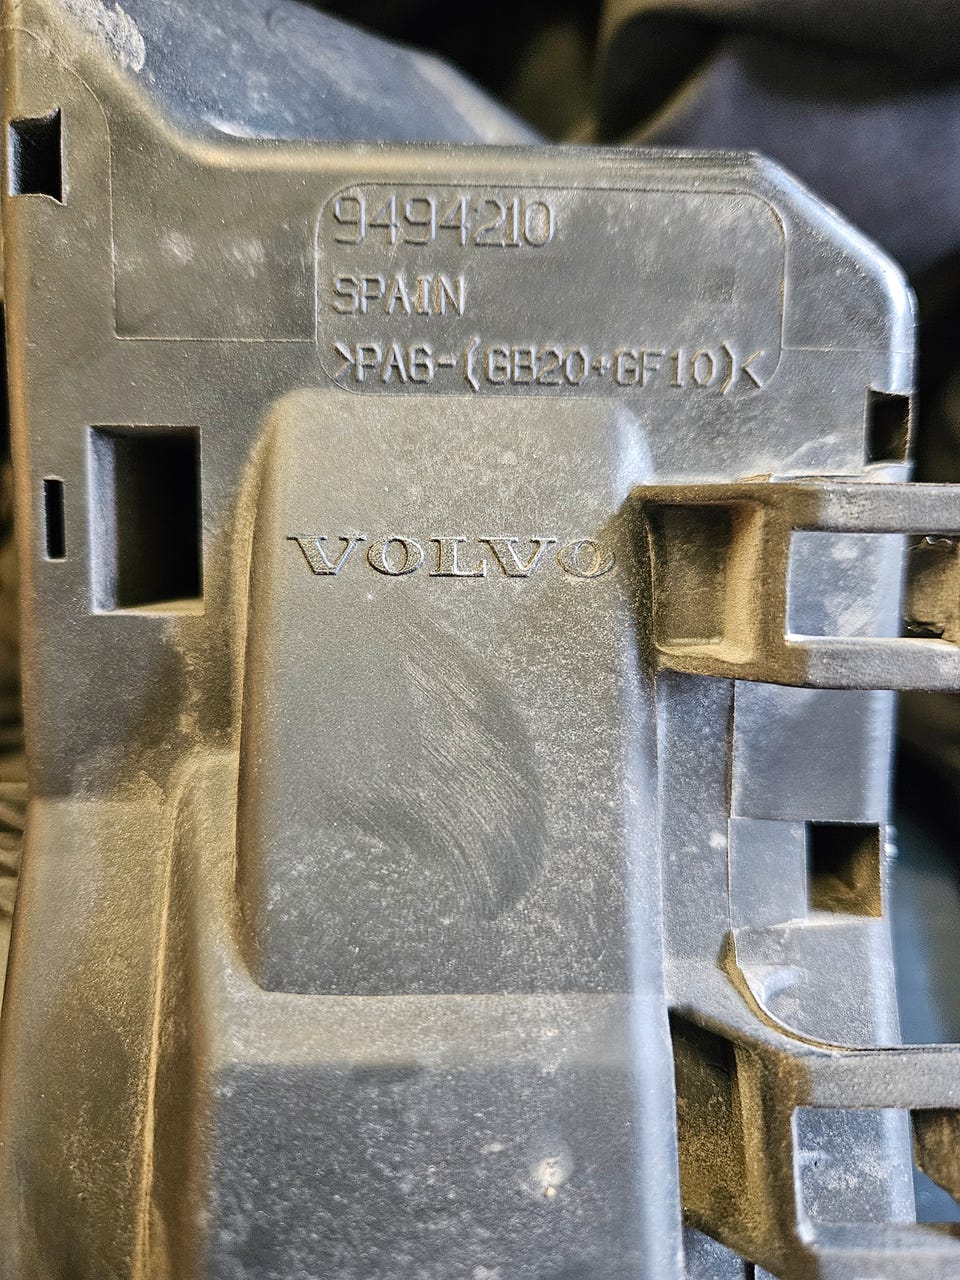 9494210
SPAIN
>PA6-(GB20+GF10)<
VOLVO